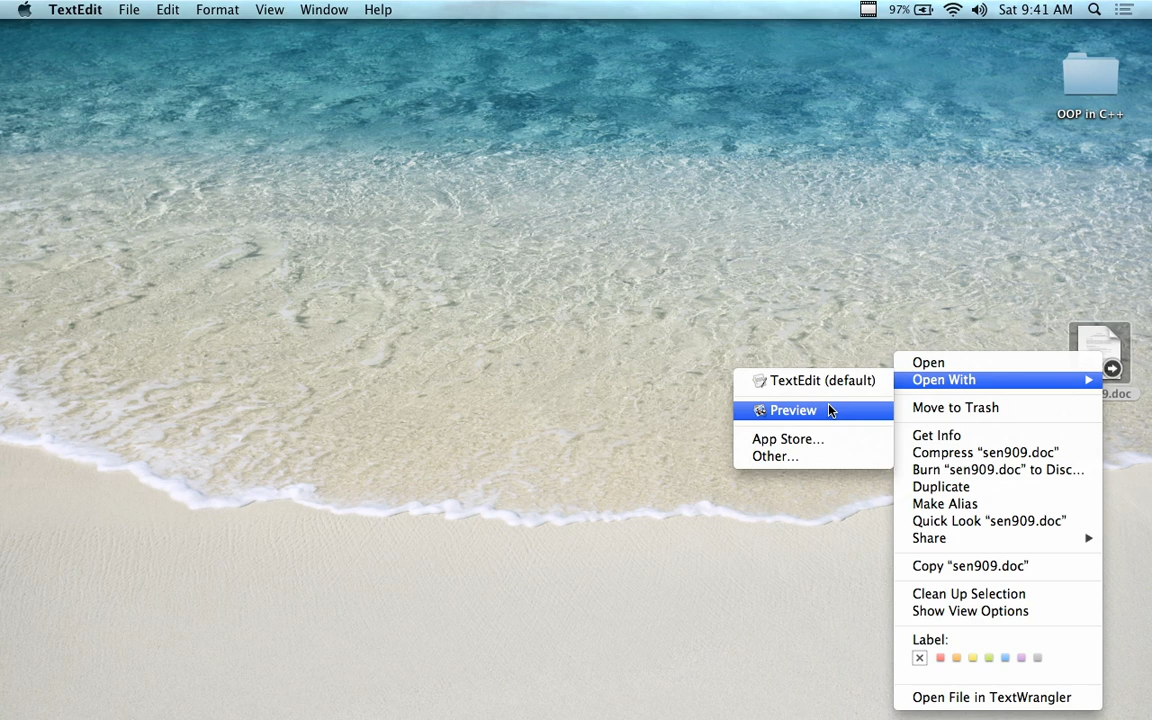 TextEdit File Edit Format View Window Help 97% Sat 9:41 AM
OOP in C++
9.doc
Open
Open With
Move to Trash
Get Info
Compress “sen909.doc”
Burn “sen909.doc” to Disc...
Duplicate
Make Alias
Quick Look “sen909.doc”
Share
Copy “sen909.doc”
Clean Up Selection
Show View Options
Label:
Open File in TextWrangler
TextEdit (default)
Preview
App Store...
Other...